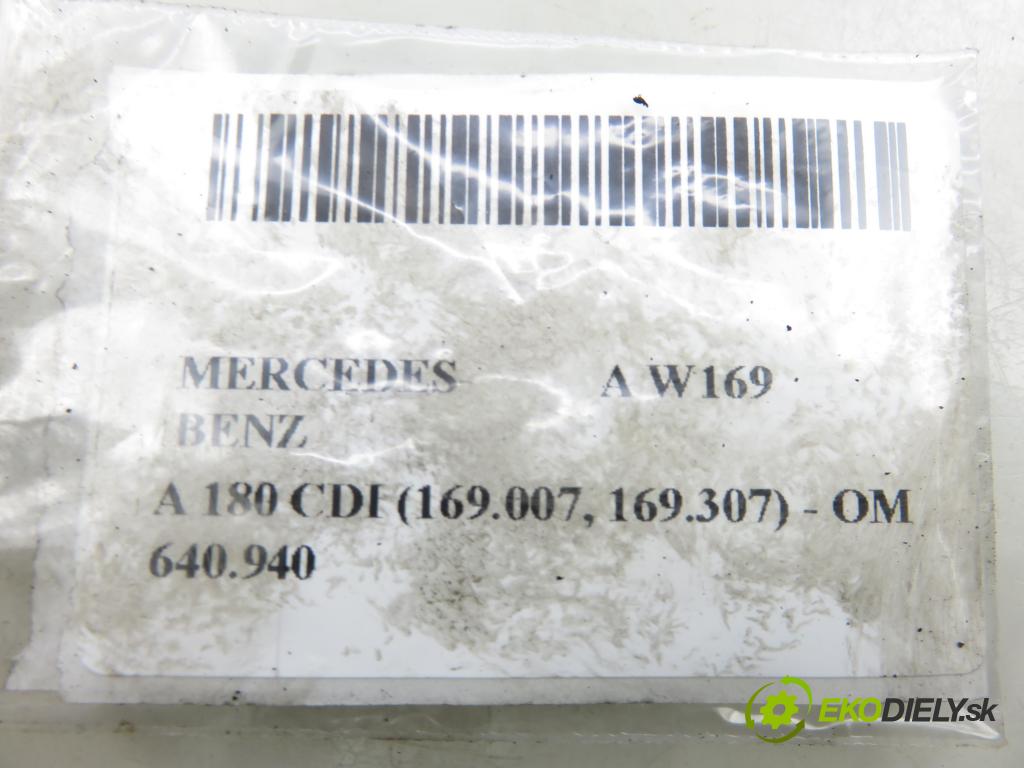 MERCEDES A W169
BENZ
A 180 CDI (169.007, 169.307) - OM
640.940
EKODIELY.sk